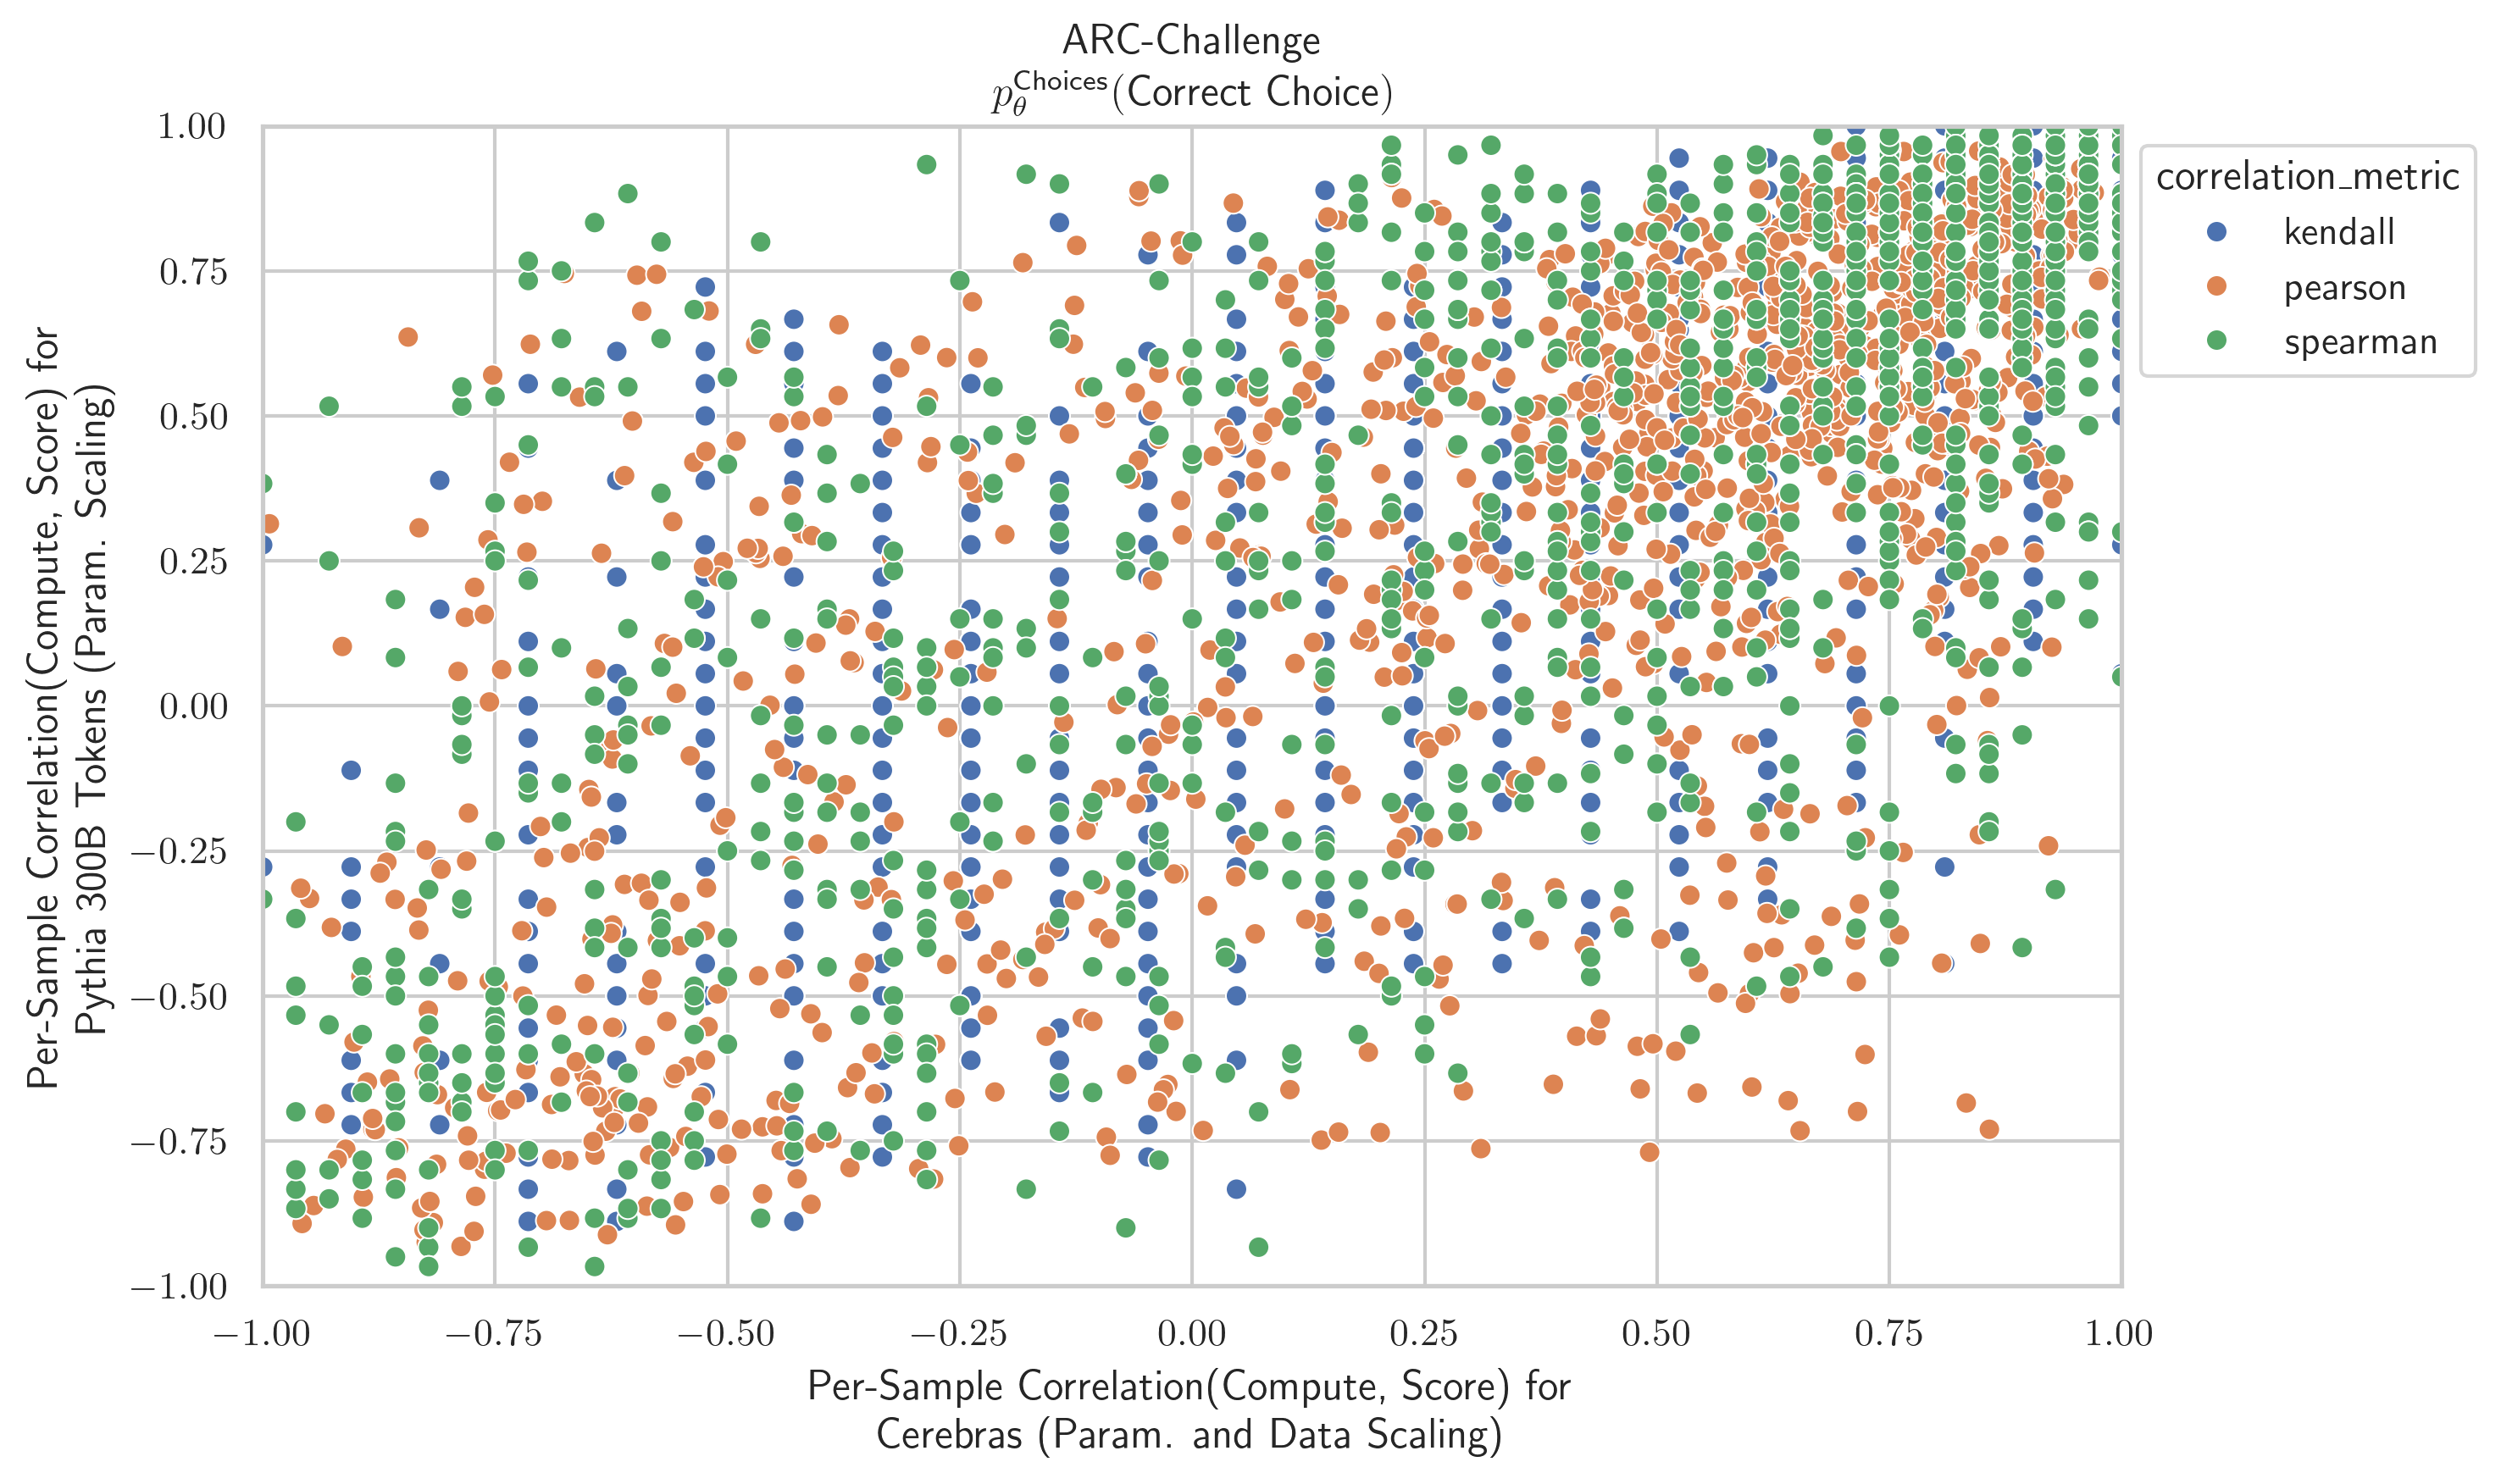 ARC-Challenge
p_θ^Choices(Correct Choice)
Per-Sample Correlation(Compute, Score) for
Pythia 300B Tokens (Param. Scaling)
1.00
0.75
0.50
0.25
0.00
−0.25
−0.50
−0.75
−1.00
−1.00 −0.75 −0.50 −0.25 0.00 0.25 0.50 0.75 1.00
Per-Sample Correlation(Compute, Score) for
Cerebras (Param. and Data Scaling)
correlation_metric
kendall
pearson
spearman